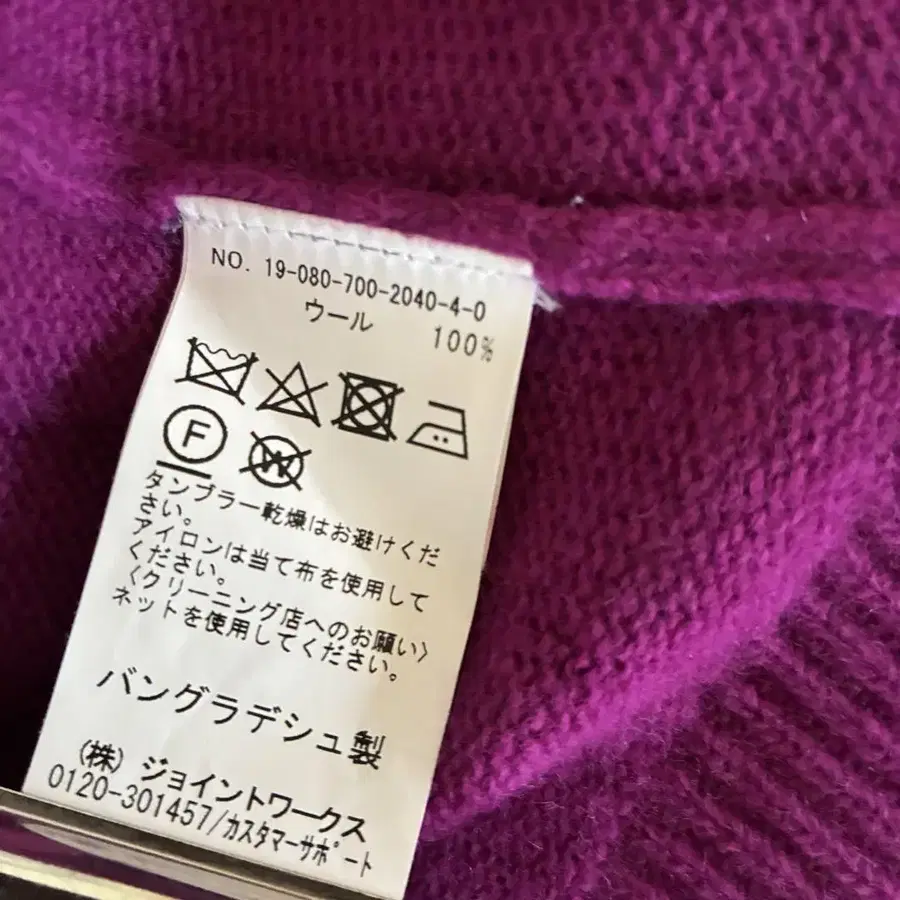 NO. 19-080-700-2040-4-0
ウール 100%
F
W
タンブラー乾燥はお避けくだ
さい。
アイロンは当て布を使用して
ください。
〈クリーニング店へのお願い〉
ネットを使用してください。
バングラデシュ製
(株) ジョイントワークス
0120-301457/ｶｽﾀﾏｰｻﾎﾟｰﾄ